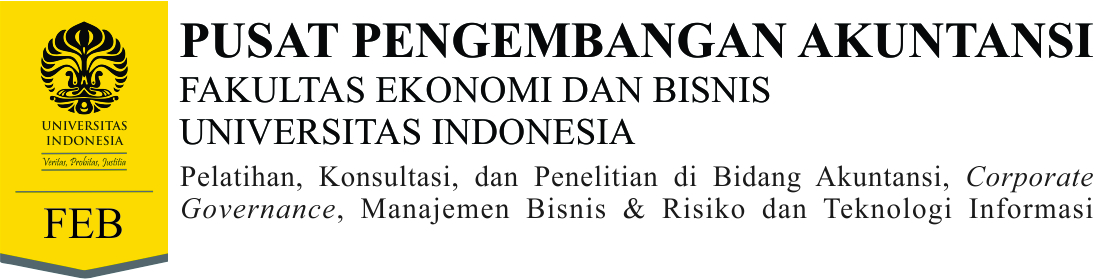 UNIVERSITAS
INDONESIA
Veritas, Probitas, Justitia
FEB
PUSAT PENGEMBANGAN AKUNTANSI
FAKULTAS EKONOMI DAN BISNIS
UNIVERSITAS INDONESIA
Pelatihan, Konsultasi, dan Penelitian di Bidang Akuntansi, Corporate
Governance, Manajemen Bisnis & Risiko dan Teknologi Informasi